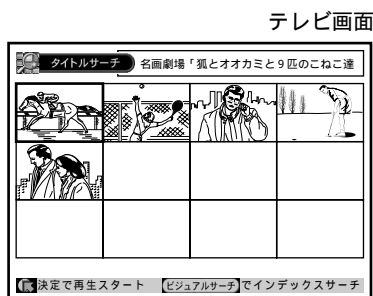 テレビ画面
タイトルサーチ 名画劇場「狐とオオカミと9匹のこねこ達
決定で再生スタート ビジュアルサーチでインデックスサーチ